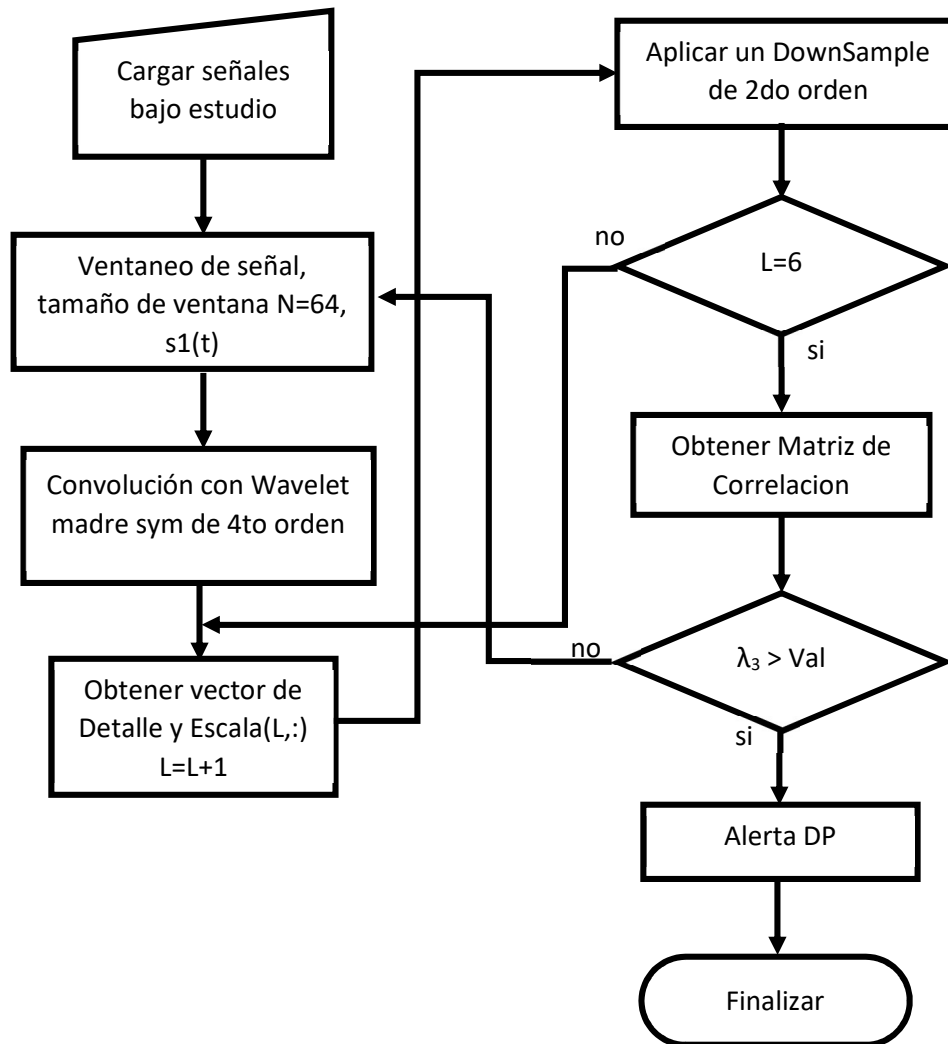 Cargar señales
bajo estudio
Ventaneo de señal,
tamaño de ventana N=64,
s1(t)
Convolución con Wavelet
madre sym de 4to orden
Obtener vector de
Detalle y Escala(L,:)
L=L+1
Aplicar un DownSample
de 2do orden
no
L=6
si
Obtener Matriz de
Correlacion
no
λ₃ > Val
si
Alerta DP
Finalizar